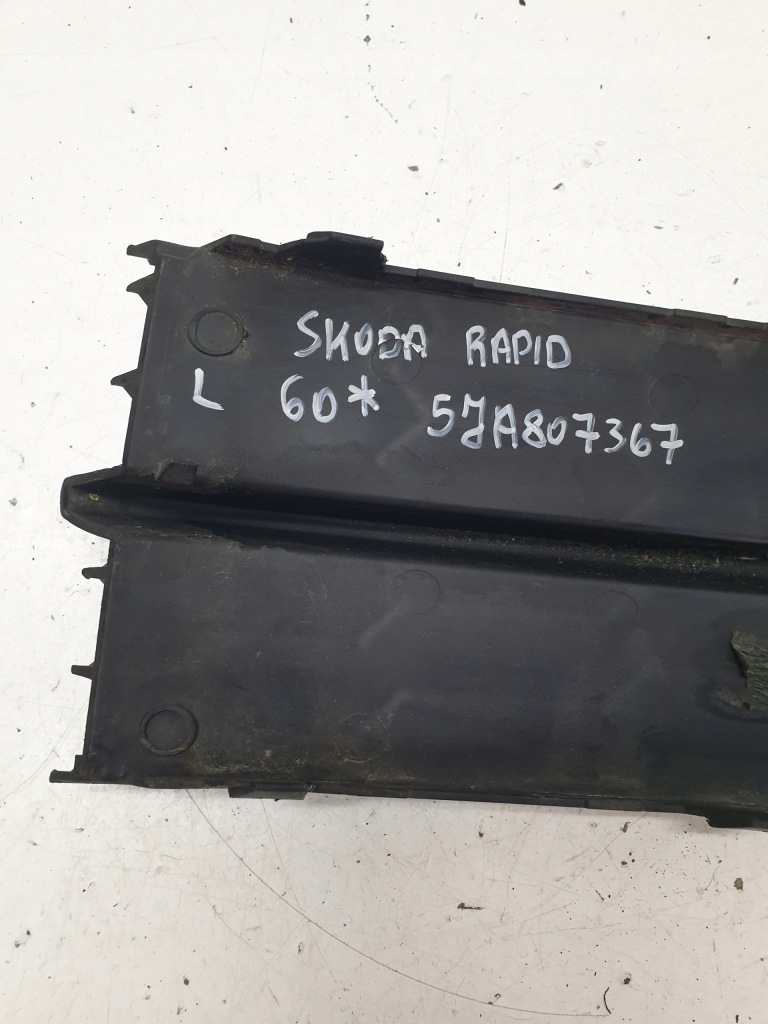 SKODA RAPID
L 60* 5JA807367